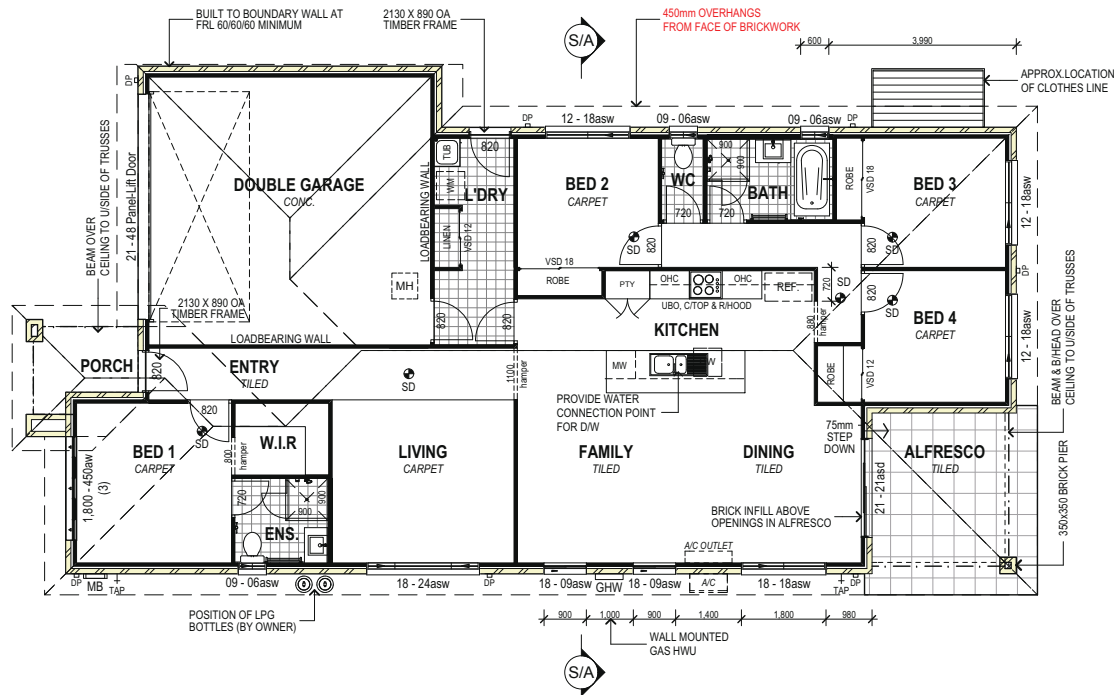 BUILT TO BOUNDARY WALL AT
FRL 60/60/60 MINIMUM
2130 X 890 OA
TIMBER FRAME
S/A
450mm OVERHANGS
FROM FACE OF BRICKWORK
600
3,990
APPROX.LOCATION
OF CLOTHES LINE
DP
DP
12 - 18asw
09 - 06asw
09 - 06asw
DP
BEAM OVER
CEILING TO U/SIDE OF TRUSSES
21 - 48 Panel-Lift Door
DOUBLE GARAGE
CONC.
LOADBEARING WALL
TUB
820
WM
L'DRY
LINEN
VSD 12
BED 2
CARPET
WC
720
900
900
BATH
720
ROBE
VSD 18
BED 3
CARPET
12 - 18asw
820
SD
820
SD
VSD 18
ROBE
MH
PTY
OHC
OHC
REF.
UBO, C/TOP & R/HOOD
720
SD
820
SD
DP
2130 X 890 OA
TIMBER FRAME
820
820
KITCHEN
880
hamper
BED 4
CARPET
12 - 18asw
LOADBEARING WALL
PORCH
820
ENTRY
TILED
SD
1100
hamper
MW
W
ROBE
VSD 12
BEAM & B/HEAD OVER
CEILING TO U/SIDE OF TRUSSES
PROVIDE WATER
CONNECTION POINT
FOR D/W
820
SD
BED 1
CARPET
1,800 - 450aw
(3)
800
hamper
W.I.R
LIVING
CARPET
FAMILY
TILED
DINING
TILED
75mm
STEP
DOWN
ALFRESCO
TILED
21 - 21asd
350x350 BRICK PIER
720
900
900
ENS.
BRICK INFILL ABOVE
OPENINGS IN ALFRESCO
A/C OUTLET
DP
MB
TAP
09 - 06asw
18 - 24asw
DP
18 - 09asw
GHW
18 - 09asw
A/C
18 - 18asw
TAP
DP
POSITION OF LPG
BOTTLES (BY OWNER)
900
1,000
900
1,400
1,800
980
WALL MOUNTED
GAS HWU
S/A